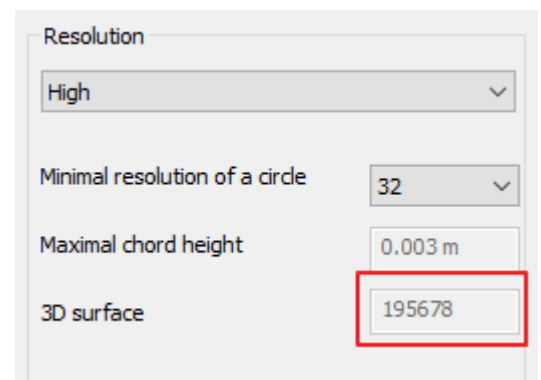 Resolution
High
Minimal resolution of a circle 32
Maximal chord height 0.003 m
3D surface 195678